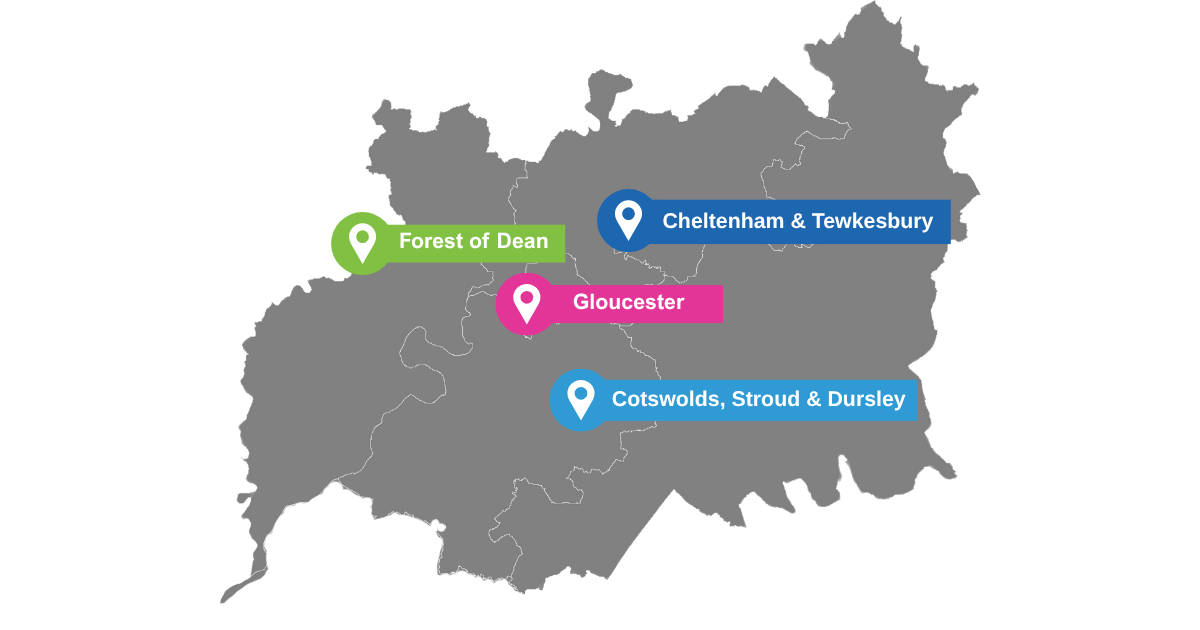 Cheltenham & Tewkesbury
Forest of Dean
Gloucester
Cotswolds, Stroud & Dursley